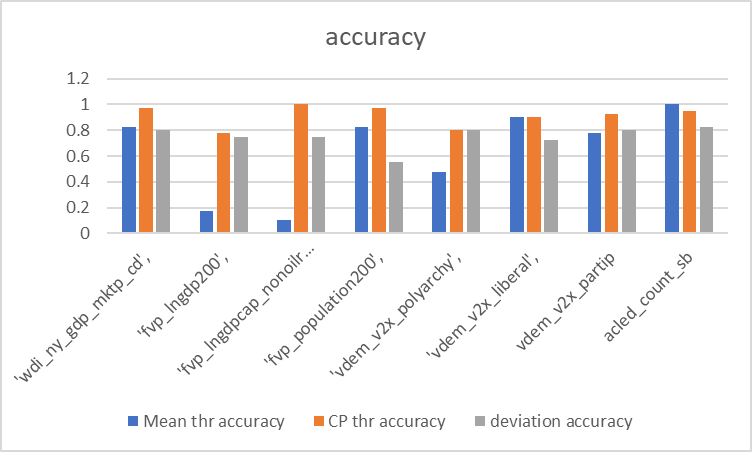 accuracy
1.2
1
0.8
0.6
0.4
0.2
0
'wdi_ny_gdp_mktp_cd',
'fvp_lngdp200',
'fvp_lngdpcap_nonoilr...
'fvp_population200',
'vdem_v2x_polyarchy',
'vdem_v2x_liberal',
vdem_v2x_partip
acled_count_sb
Mean thr accuracy
CP thr accuracy
deviation accuracy